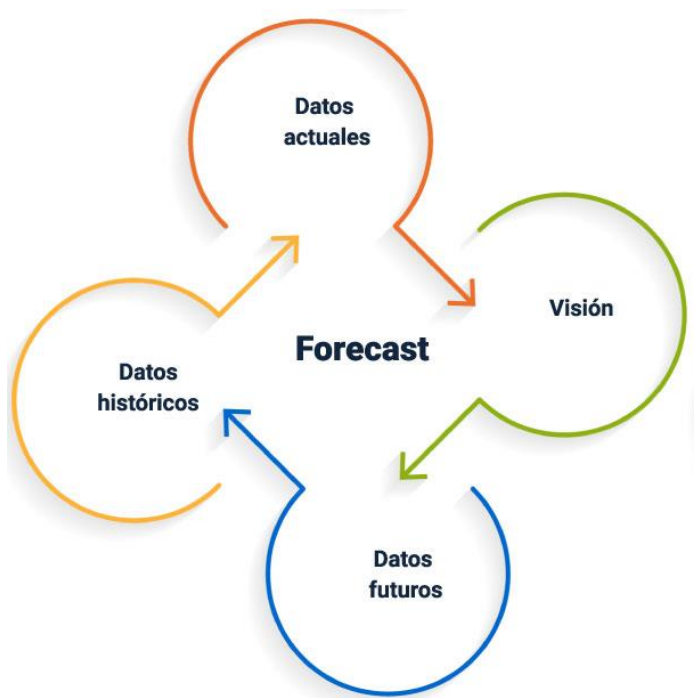 Datos
actuales
Visión
Forecast
Datos
históricos
Datos
futuros